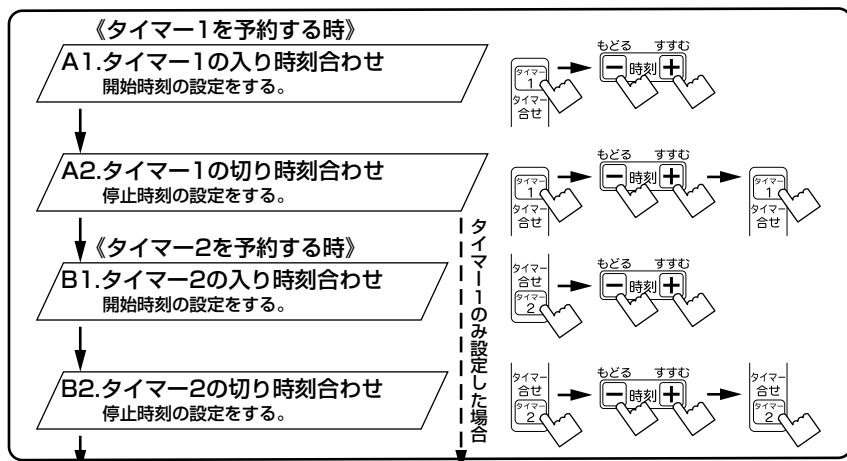 《タイマー1を予約する時》
A1.タイマー1の入り時刻合わせ
開始時刻の設定をする。
タイマー
1
タイマー
合せ
もどる すすむ
− 時刻 +
A2.タイマー1の切り時刻合わせ
停止時刻の設定をする。
タイマー
1
タイマー
合せ
もどる すすむ
− 時刻 +
タイマー
1
タイマー
合せ
タイマー1のみ設定した場合
《タイマー2を予約する時》
B1.タイマー2の入り時刻合わせ
開始時刻の設定をする。
タイマー
合せ
タイマー
2
もどる すすむ
− 時刻 +
B2.タイマー2の切り時刻合わせ
停止時刻の設定をする。
タイマー
合せ
タイマー
2
もどる すすむ
− 時刻 +
タイマー
合せ
タイマー
2